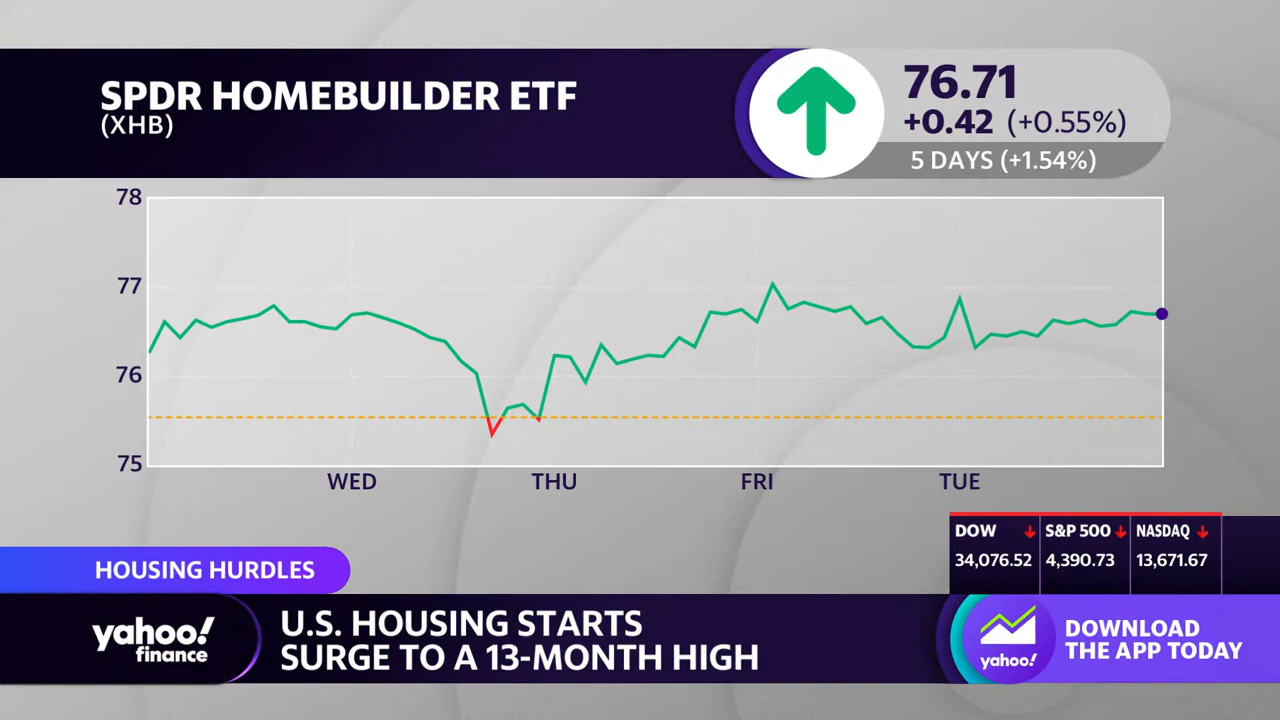 SPDR HOMEBUILDER ETF
(XHB)
76.71
+0.42 (+0.55%)
5 DAYS (+1.54%)
78
77
76
75
WED THU FRI TUE
DOW S&P 500 NASDAQ
34,076.52 4,390.73 13,671.67
HOUSING HURDLES
yahoo!
finance
U.S. HOUSING STARTS
SURGE TO A 13-MONTH HIGH
yahoo!
DOWNLOAD
THE APP TODAY